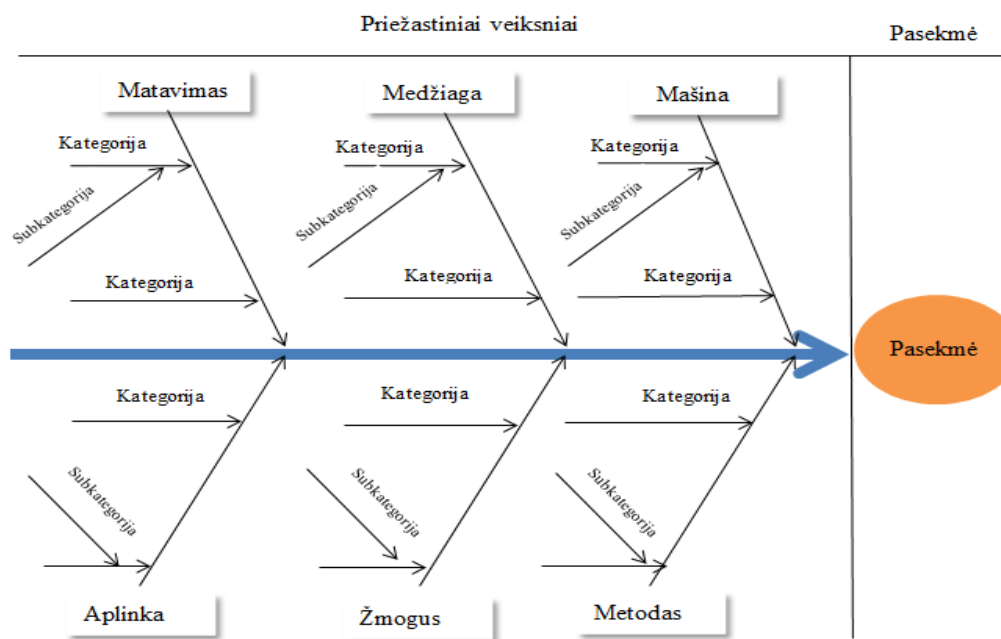 Priežastiniai veiksniai
Pasekmė
Matavimas
Medžiaga
Mašina
Kategorija
Kategorija
Kategorija
Subkategorija
Subkategorija
Subkategorija
Kategorija
Kategorija
Kategorija
Pasekmė
Kategorija
Kategorija
Kategorija
Subkategorija
Subkategorija
Subkategorija
Aplinka
Žmogus
Metodas